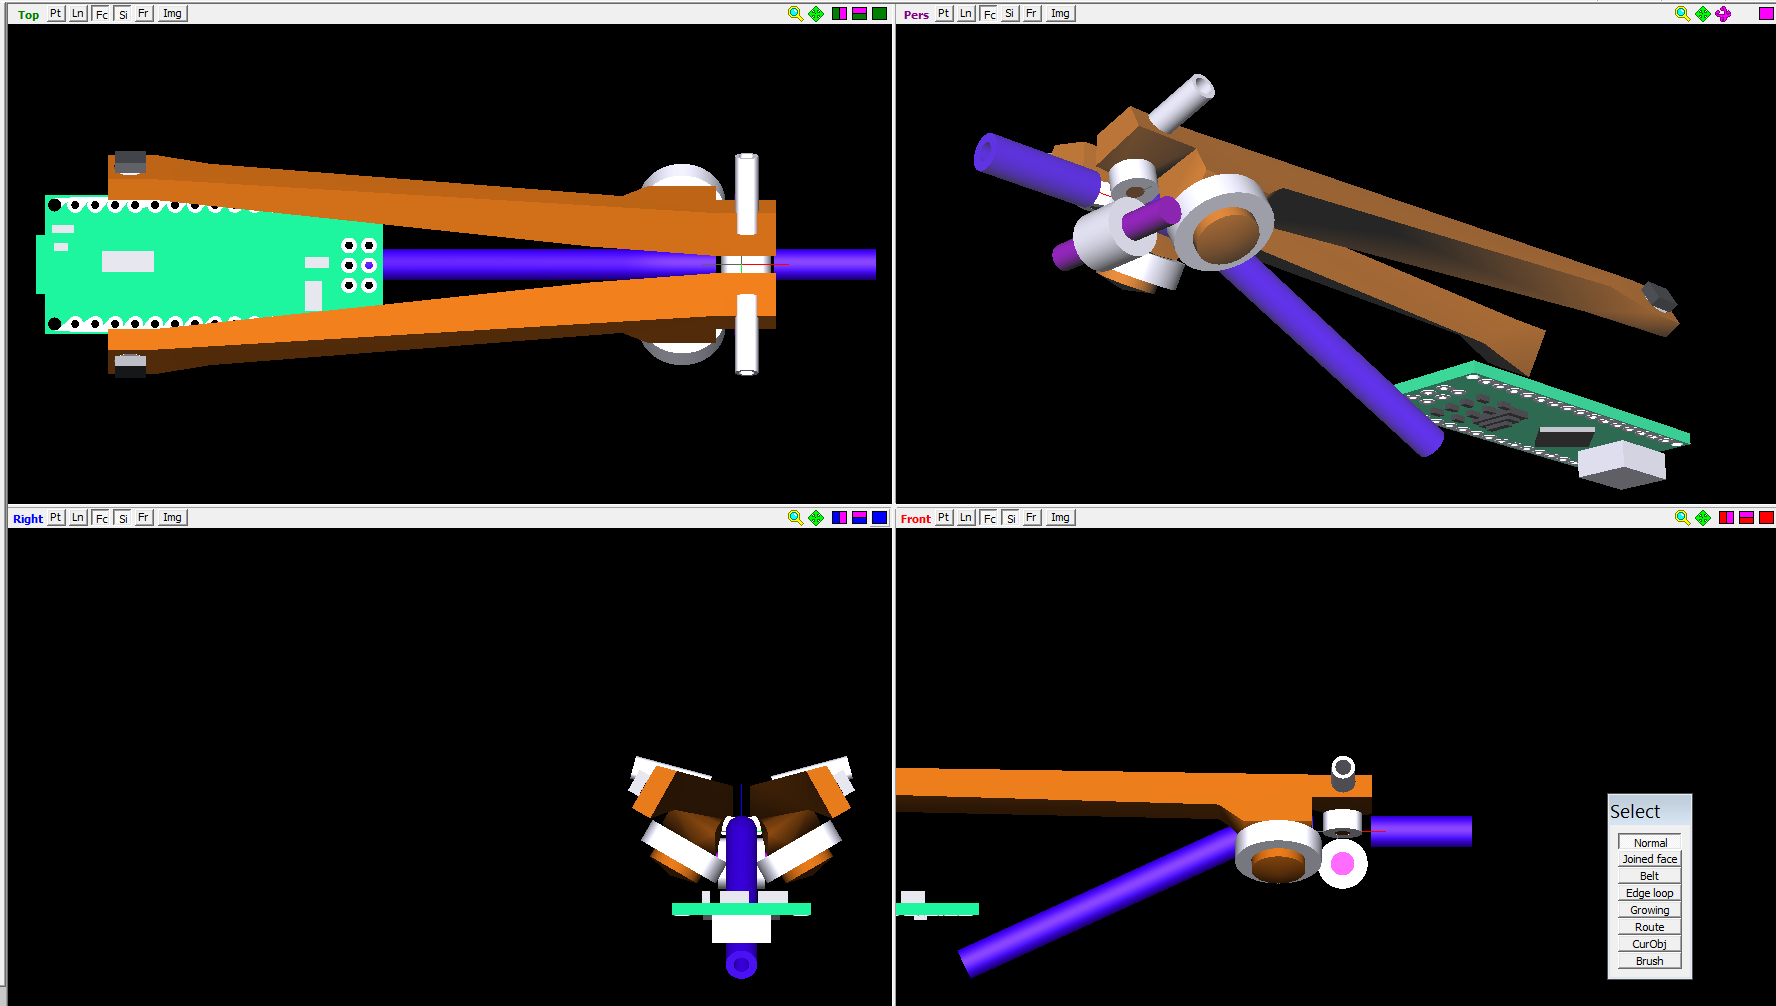 Top Pt Ln Fc Si Fr Img
Pers Pt Ln Fc Si Fr Img
Right Pt Ln Fc Si Fr Img
Front Pt Ln Fc Si Fr Img
Select
Normal
Joined face
Belt
Edge loop
Growing
Route
CurObj
Brush